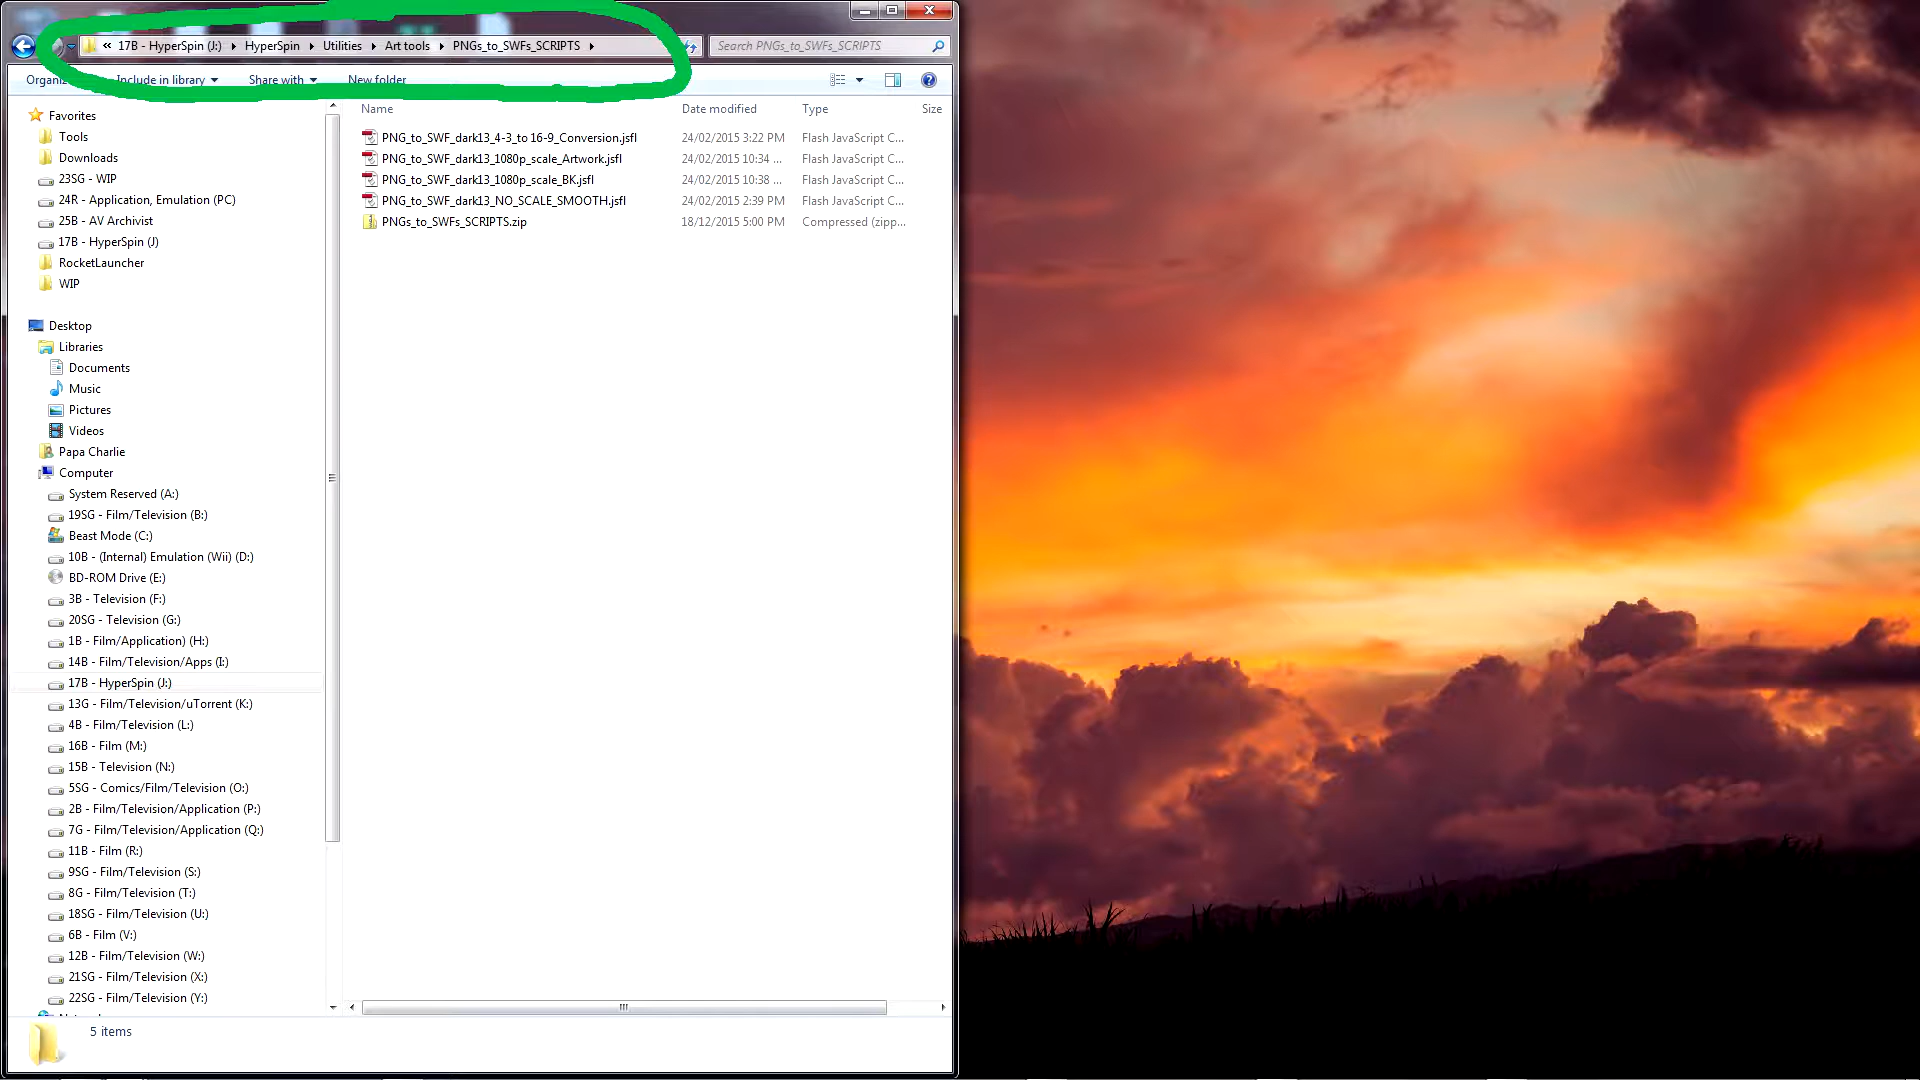 « 17B - HyperSpin (J:) HyperSpin Utilities Art tools PNGs_to_SWFs_SCRIPTS Search PNGs_to_SWFs_SCRIPTS
Include in library Share with New folder
Name Date modified Type Size
PNG_to_SWF_dark13_4-3_to 16-9_Conversion.jsfl 24/02/2015 3:22 PM Flash JavaScript C...
PNG_to_SWF_dark13_1080p_scale_Artwork.jsfl 24/02/2015 10:34 ... Flash JavaScript C...
PNG_to_SWF_dark13_1080p_scale_BK.jsfl 24/02/2015 10:38 ... Flash JavaScript C...
PNG_to_SWF_dark13_NO_SCALE_SMOOTH.jsfl 24/02/2015 2:39 PM Flash JavaScript C...
PNGs_to_SWFs_SCRIPTS.zip 18/12/2015 5:00 PM Compressed (zipp...
Favorites
Tools
Downloads
23SG - WIP
24R - Application, Emulation (PC)
25B - AV Archivist
17B - HyperSpin (J)
RocketLauncher
WIP
Desktop
Libraries
Documents
Music
Pictures
Videos
Papa Charlie
Computer
System Reserved (A:)
19SG - Film/Television (B:)
Beast Mode (C:)
10B - (Internal) Emulation (Wii) (D:)
BD-ROM Drive (E:)
3B - Television (F:)
20SG - Television (G:)
1B - Film/Application) (H:)
14B - Film/Television/Apps (I:)
17B - HyperSpin (J:)
13G - Film/Television/uTorrent (K:)
4B - Film/Television (L:)
16B - Film (M:)
15B - Television (N:)
5SG - Comics/Film/Television (O:)
2B - Film/Television/Application (P:)
7G - Film/Television/Application (Q:)
11B - Film (R:)
9SG - Film/Television (S:)
8G - Film/Television (T:)
18SG - Film/Television (U:)
6B - Film (V:)
12B - Film/Television (W:)
21SG - Film/Television (X:)
22SG - Film/Television (Y:)
5 items